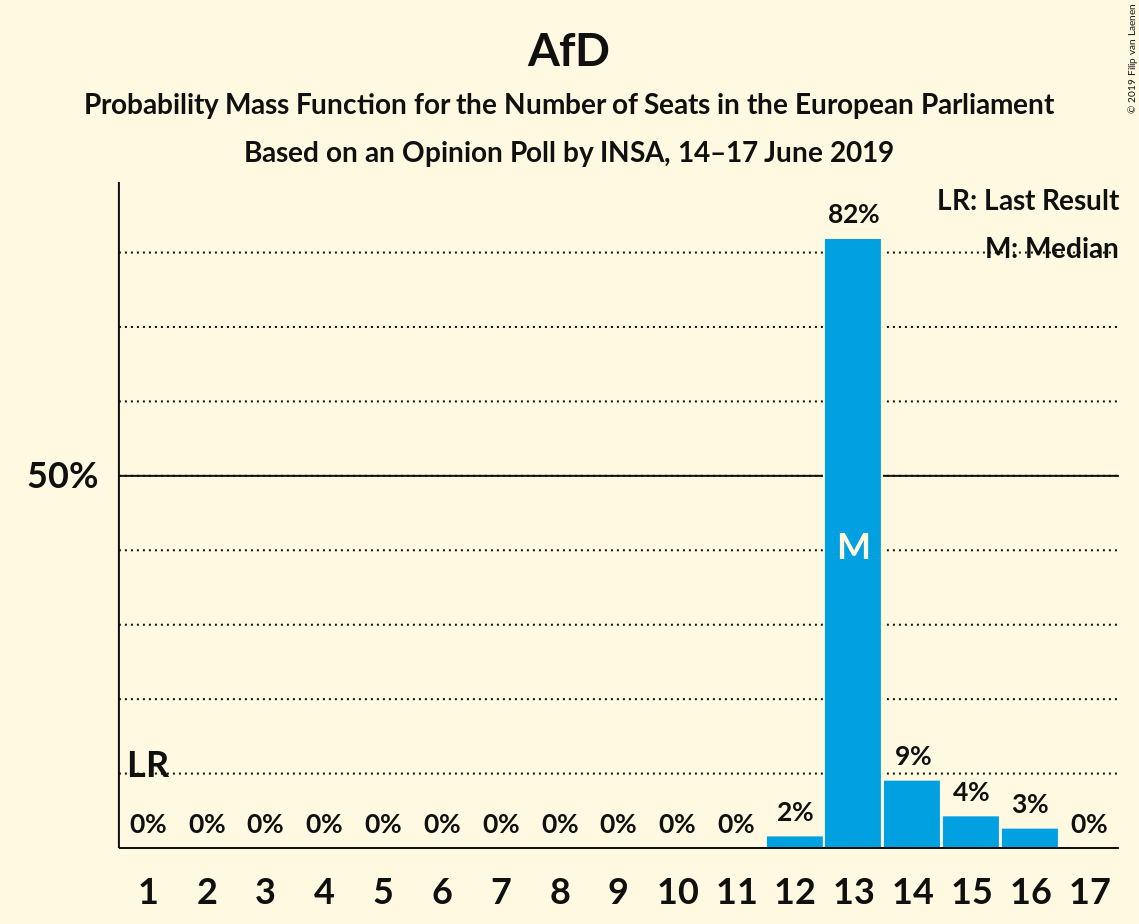 AfD
Probability Mass Function for the Number of Seats in the European Parliament
Based on an Opinion Poll by INSA, 14–17 June 2019
© 2019 Filip van Laenen
LR: Last Result
M: Median
82%
50%
M
LR
9%
4%
3%
2%
0% 0% 0% 0% 0% 0% 0% 0% 0% 0% 0% 0%
1 2 3 4 5 6 7 8 9 10 11 12 13 14 15 16 17